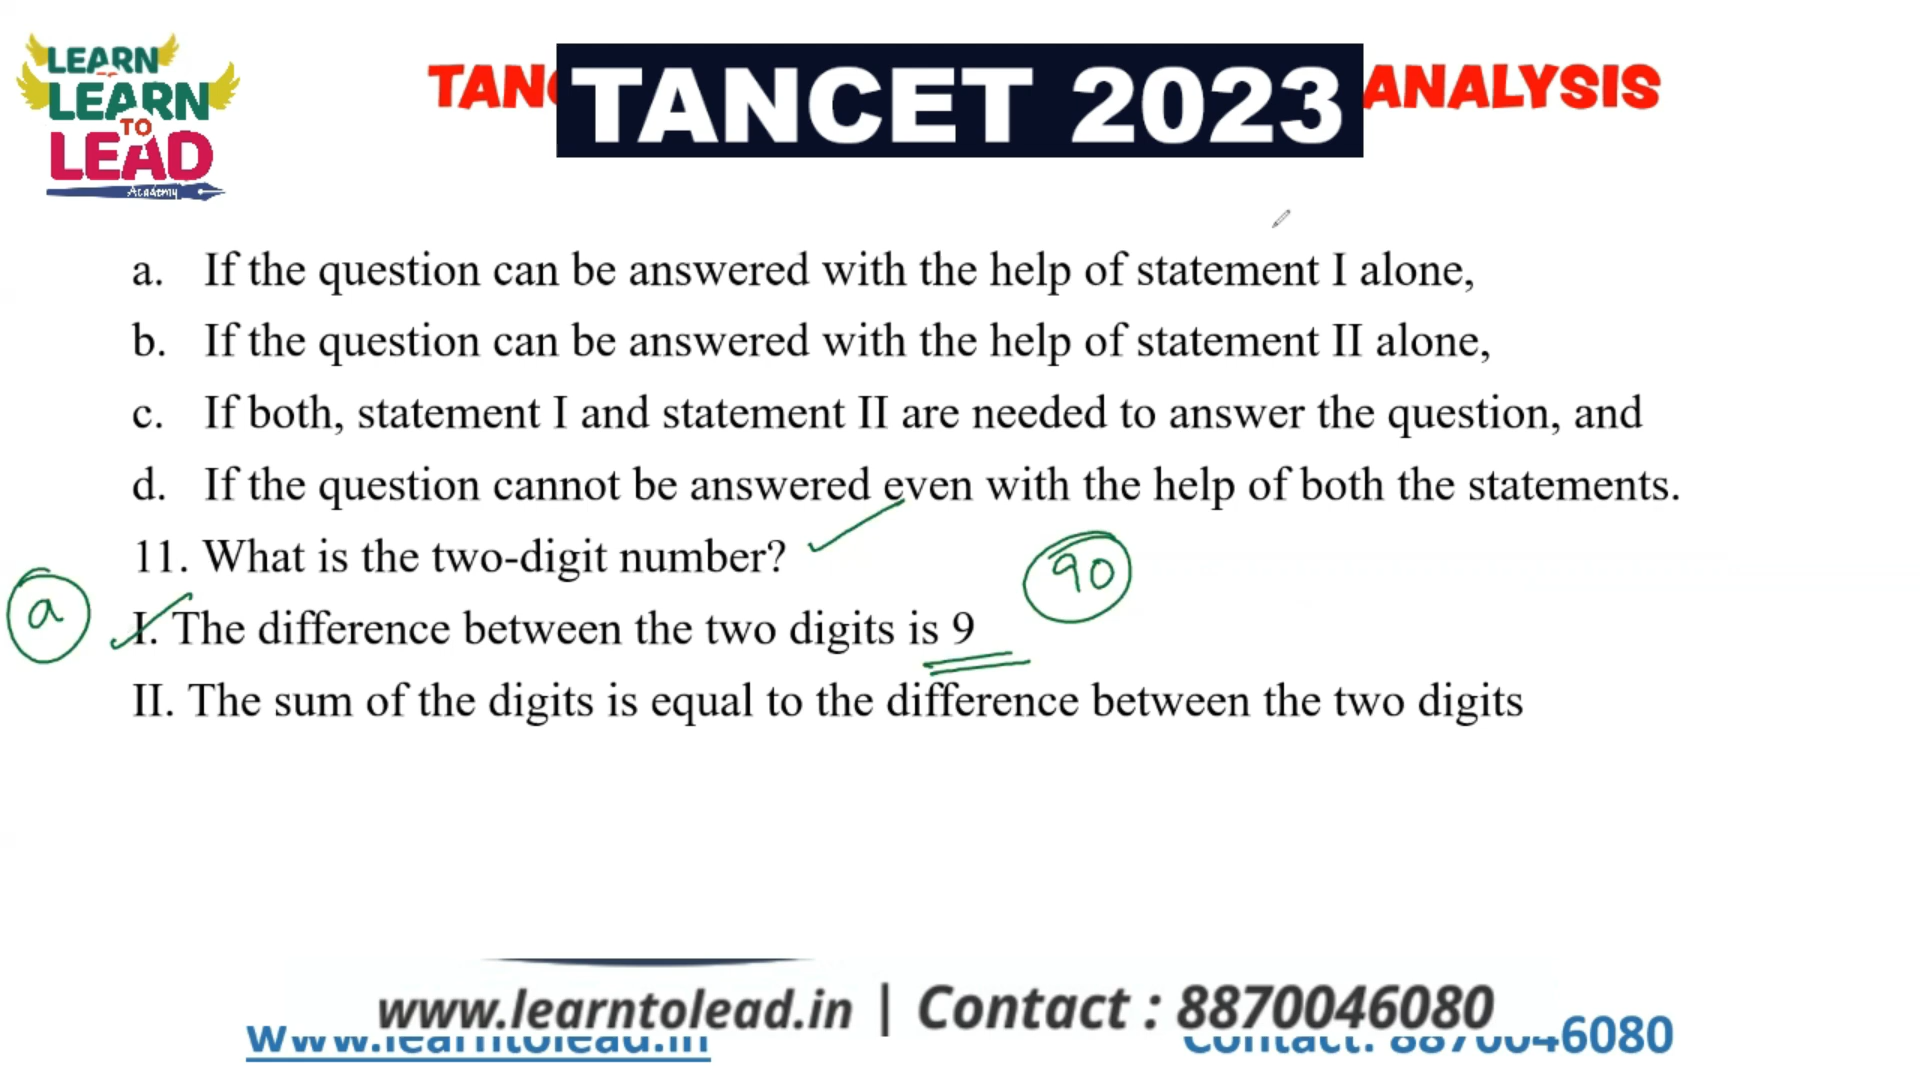 LEARN
LEARN
TO
LEAD
Academy
TANCET 2023
ANALYSIS
a. If the question can be answered with the help of statement I alone,
b. If the question can be answered with the help of statement II alone,
c. If both, statement I and statement II are needed to answer the question, and
d. If the question cannot be answered even with the help of both the statements.
11. What is the two-digit number?
90
a
I. The difference between the two digits is 9
II. The sum of the digits is equal to the difference between the two digits
www.learntolead.in | Contact : 8870046080
Www.learntolead.in
Contact: 8870046080